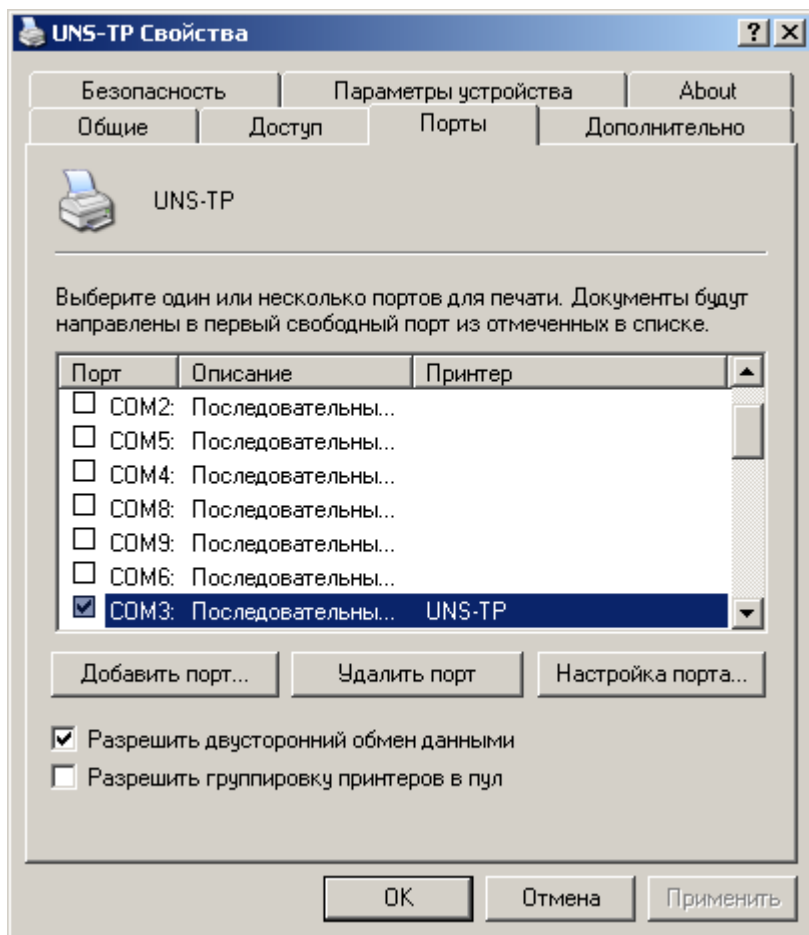 UNS-TP Свойства
Безопасность Параметры устройства About
Общие Доступ Порты Дополнительно
UNS-TP
Выберите один или несколько портов для печати. Документы будут
направлены в первый свободный порт из отмеченных в списке.
Порт Описание Принтер
COM2: Последовательны...
COM5: Последовательны...
COM4: Последовательны...
COM8: Последовательны...
COM9: Последовательны...
COM6: Последовательны...
COM3: Последовательны... UNS-TP
Добавить порт... Удалить порт Настройка порта...
Разрешить двусторонний обмен данными
Разрешить группировку принтеров в пул
OK Отмена Применить